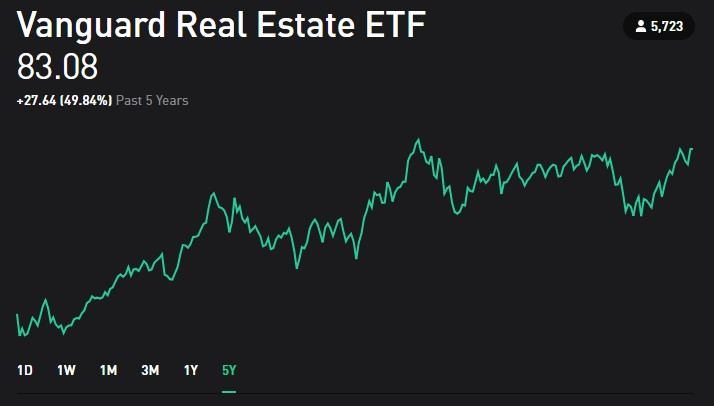 Vanguard Real Estate ETF
5,723
83.08
+27.64 (49.84%) Past 5 Years
1D 1W 1M 3M 1Y 5Y